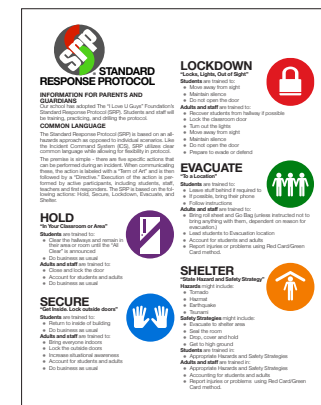 SRP
STANDARD
RESPONSE PROTOCOL
INFORMATION FOR PARENTS AND
GUARDIANS
Our school has adopted The "I Love U Guys" Foundation's
Standard Response Protocol (SRP). Students and staff will
be training, practicing, and drilling the protocol.
COMMON LANGUAGE
The Standard Response Protocol (SRP) is based on an all-
hazards approach as opposed to individual scenarios. Like
the Incident Command System (ICS), SRP utilizes clear
common language while allowing for flexibility in protocol.
The premise is simple - there are five specific actions that
can be performed during an incident. When communicating
these, the action is labeled with a "Term of Art" and is then
followed by a "Directive." Execution of the action is per-
formed by active participants, including students, staff,
teachers and first responders. The SRP is based on the fol-
lowing actions: Hold, Secure, Lockdown, Evacuate, and
Shelter.
HOLD
"In Your Classroom or Area"
Students are trained to:
Clear the hallways and remain in
their area or room until the "All
Clear" is announced
Do business as usual
Adults and staff are trained to:
Close and lock the door
Account for students and adults
Do business as usual
SECURE
"Get Inside. Lock outside doors"
Students are trained to:
Return to inside of building
Do business as usual
Adults and staff are trained to:
Bring everyone indoors
Lock the outside doors
Increase situational awareness
Account for students and adults
Do business as usual
LOCKDOWN
"Locks, Lights, Out of Sight"
Students are trained to:
Move away from sight
Maintain silence
Do not open the door
Adults and staff are trained to:
Recover students from hallway if possible
Lock the classroom door
Turn out the lights
Move away from sight
Maintain silence
Do not open the door
Prepare to evade or defend
EVACUATE
"To a Location"
Students are trained to:
Leave stuff behind if required to
If possible, bring their phone
Follow instructions
Adults and staff are trained to:
Bring roll sheet and Go Bag (unless instructed not to
bring anything with them, dependent on reason for
evacuation.)
Lead students to Evacuation location
Account for students and adults
Report injuries or problems using Red Card/Green
Card method.
SHELTER
"State Hazard and Safety Strategy"
Hazards might include:
Tornado
Hazmat
Earthquake
Tsunami
Safety Strategies might include:
Evacuate to shelter area
Seal the room
Drop, cover and hold
Get to high ground
Students are trained in:
Appropriate Hazards and Safety Strategies
Adults and staff are trained in:
Appropriate Hazards and Safety Strategies
Accounting for students and adults
Report injuries or problems using Red Card/Green
Card method.